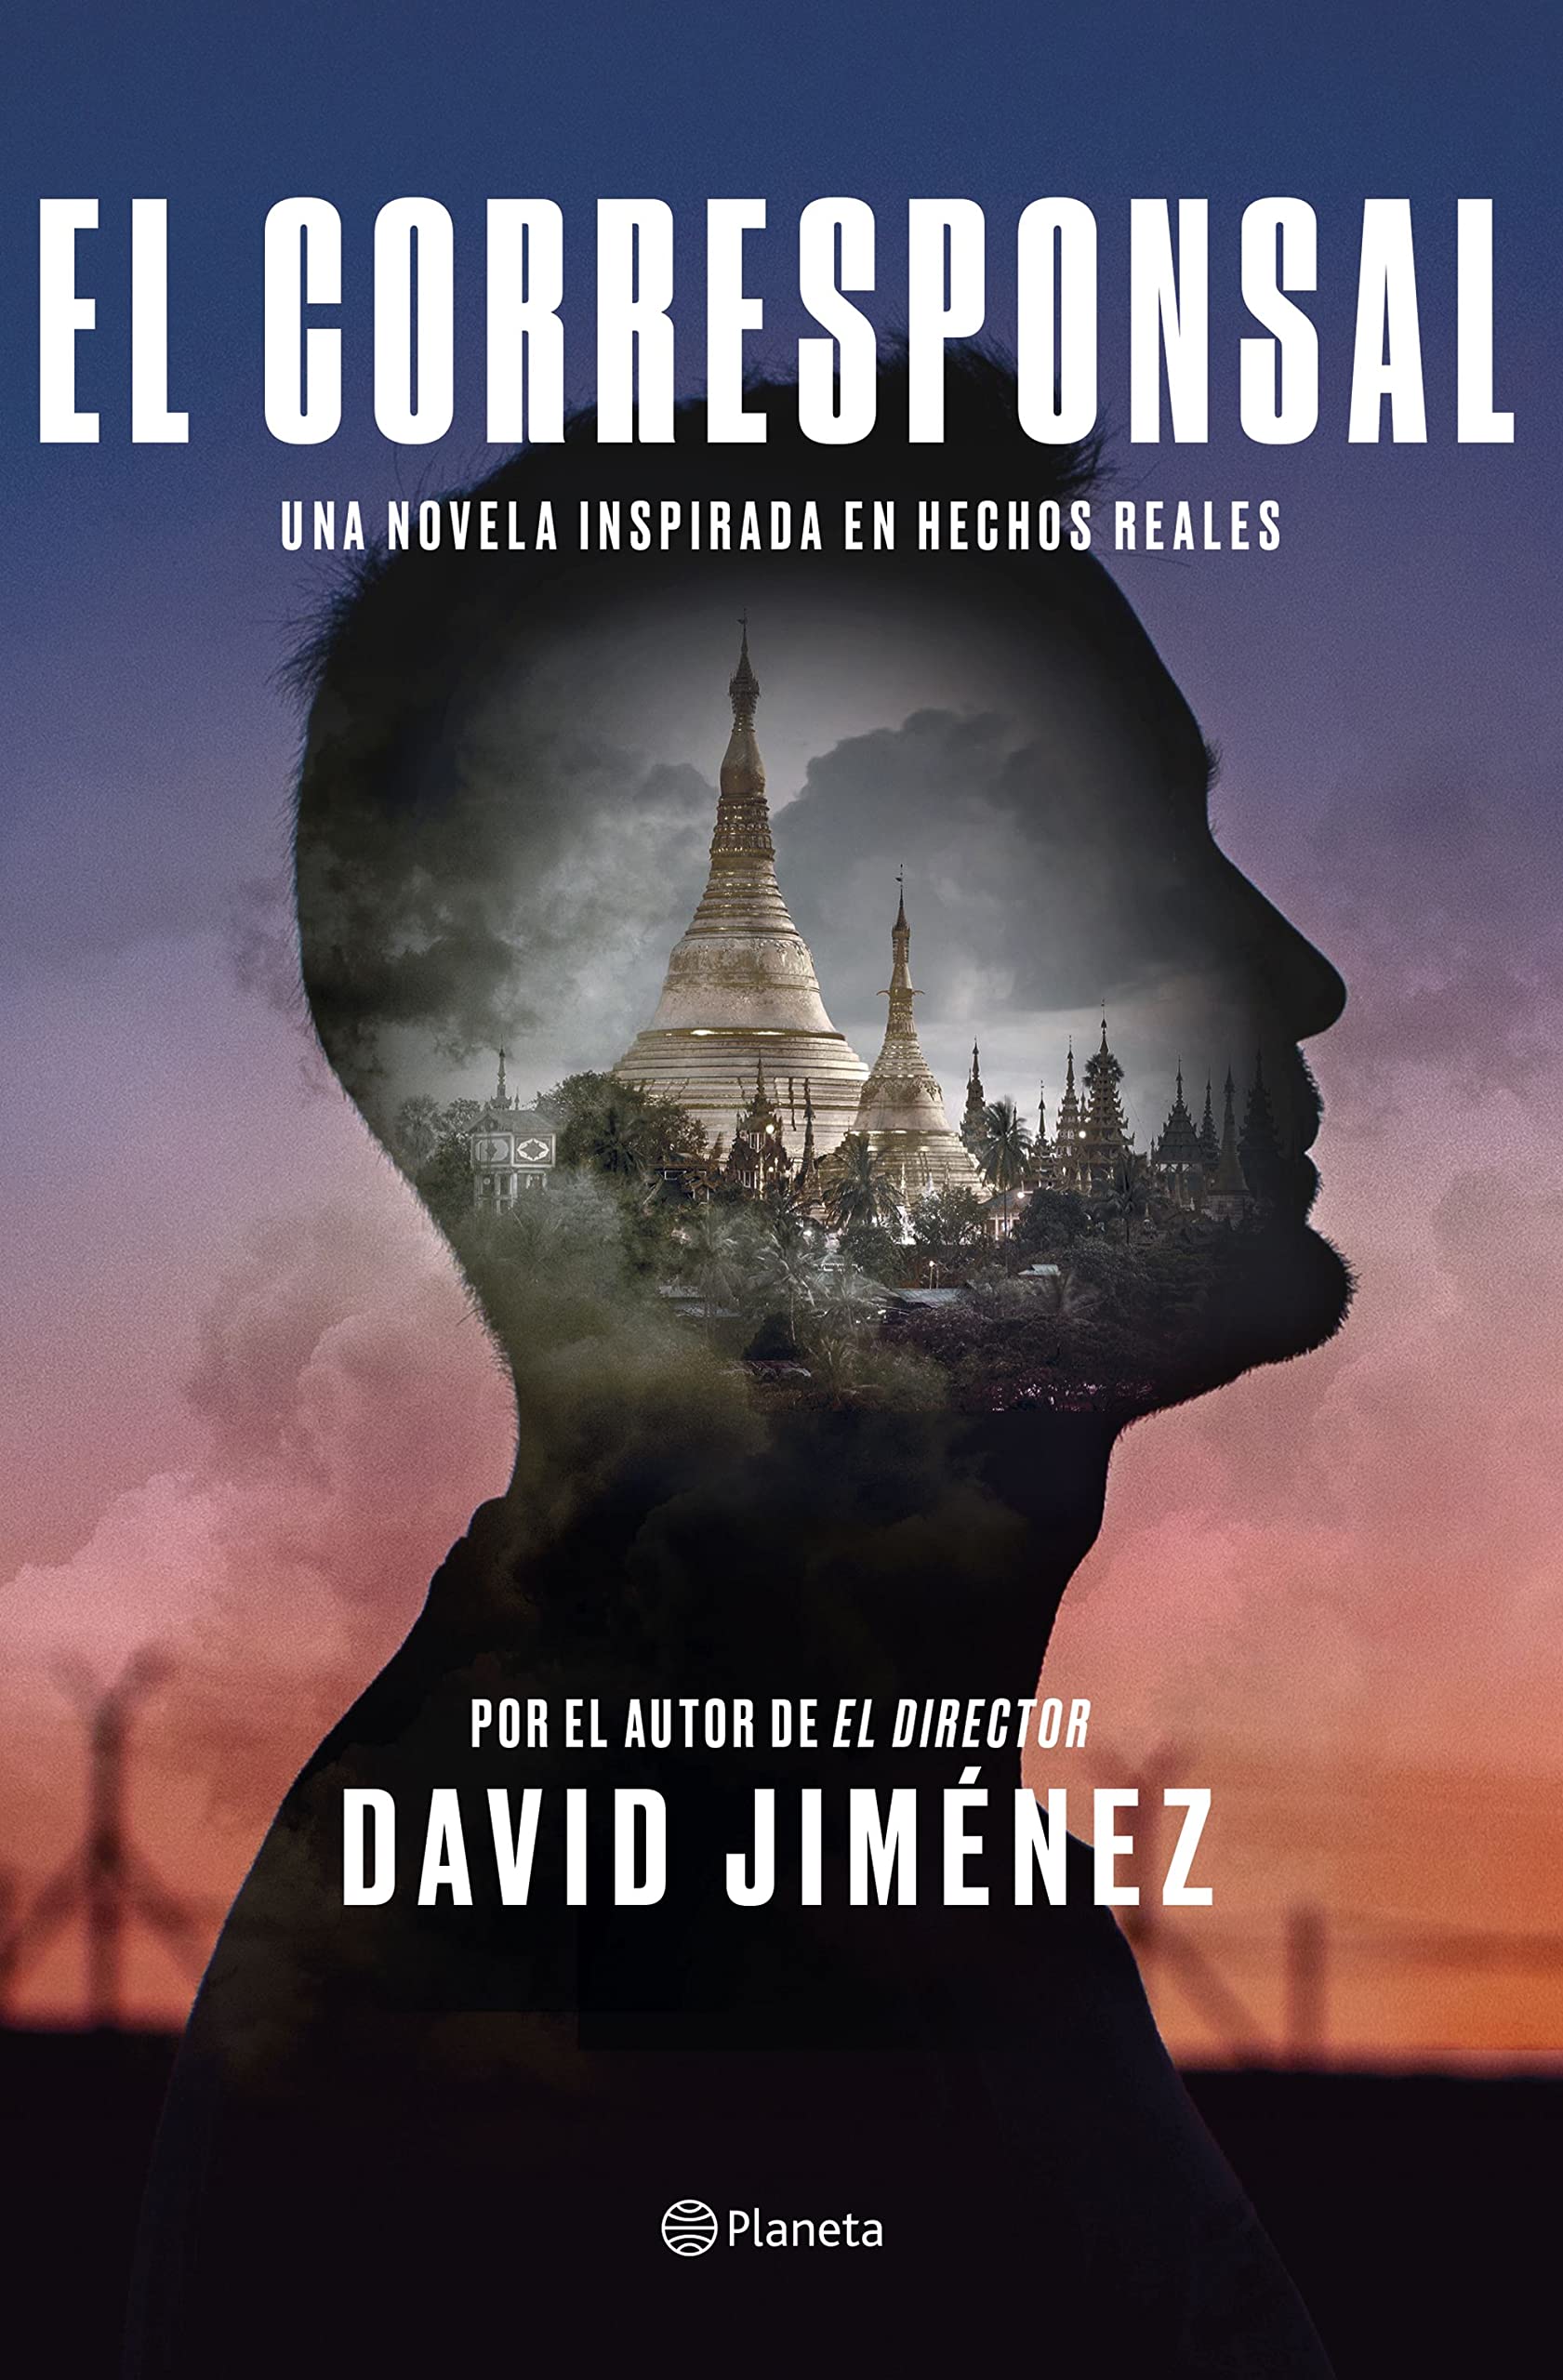 EL CORRESPONSAL
UNA NOVELA INSPIRADA EN HECHOS REALES
POR EL AUTOR DE EL DIRECTOR
DAVID JIMÉNEZ
Planeta